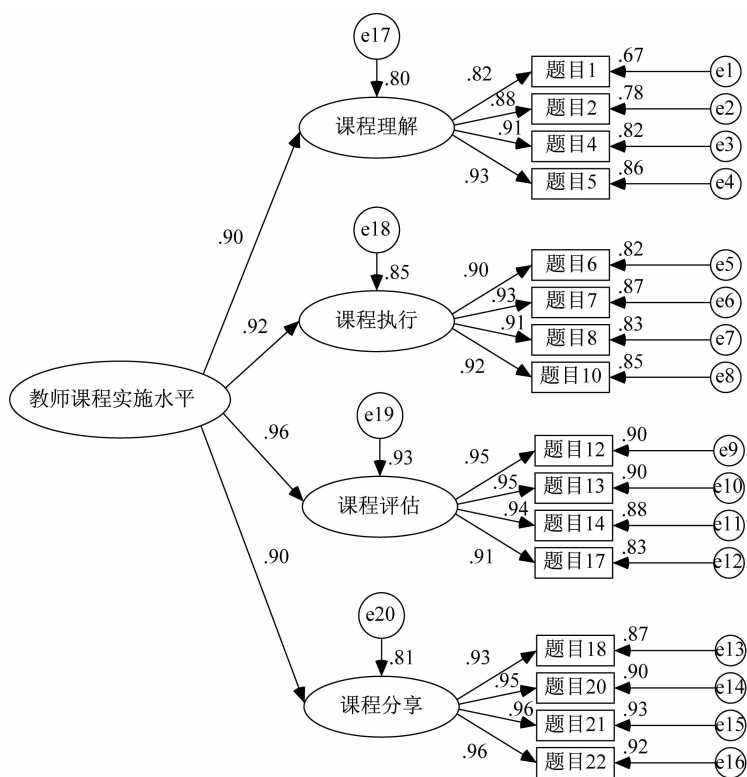 e17
.80
课程理解
.82
题目1
.67
e1
.88
题目2
.78
e2
.91
题目4
.82
e3
.93
题目5
.86
e4
.90
e18
.85
课程执行
.90
题目6
.82
e5
.93
题目7
.87
e6
.91
题目8
.83
e7
.92
题目10
.85
e8
.92
教师课程实施水平
e19
.93
课程评估
.95
题目12
.90
e9
.95
题目13
.90
e10
.94
题目14
.88
e11
.91
题目17
.83
e12
.96
.90
e20
.81
课程分享
.93
题目18
.87
e13
.95
题目20
.90
e14
.96
题目21
.93
e15
.96
题目22
.92
e16